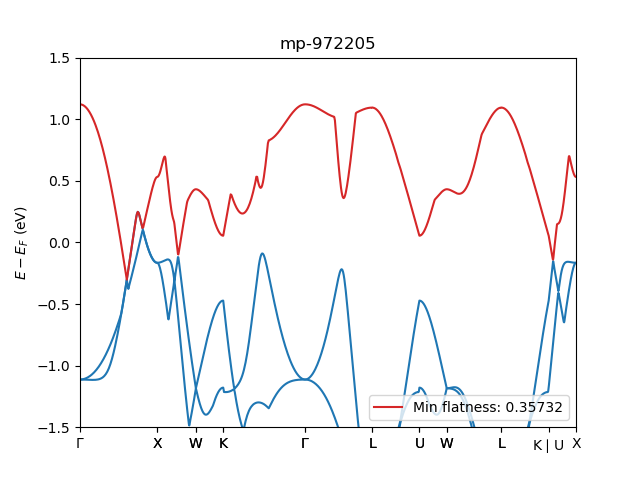 mp-972205
1.5
1.0
0.5
0.0
−0.5
−1.0
−1.5
E − E_F (eV)
Min flatness: 0.35732
Γ X W K Γ L U W L K | U X